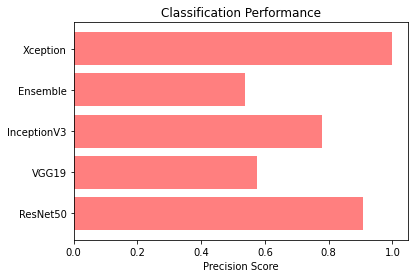 Classification Performance
Xception
Ensemble
InceptionV3
VGG19
ResNet50
0.0 0.2 0.4 0.6 0.8 1.0
Precision Score